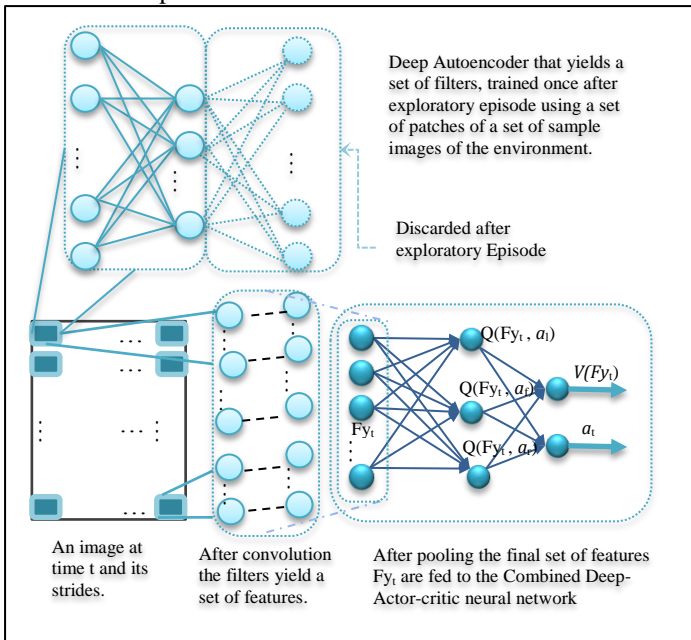 Deep Autoencoder that yields a
set of filters, trained once after
exploratory episode using a set
of patches of a set of sample
images of the environment.
Discarded after
exploratory Episode
Q(Fyt , al)
Q(Fyt , af)
Q(Fyt , ar)
Fyt
V(Fyt)
at
An image at
time t and its
strides.
After convolution
the filters yield a
set of features.
After pooling the final set of features
Fyt are fed to the Combined Deep-
Actor-critic neural network